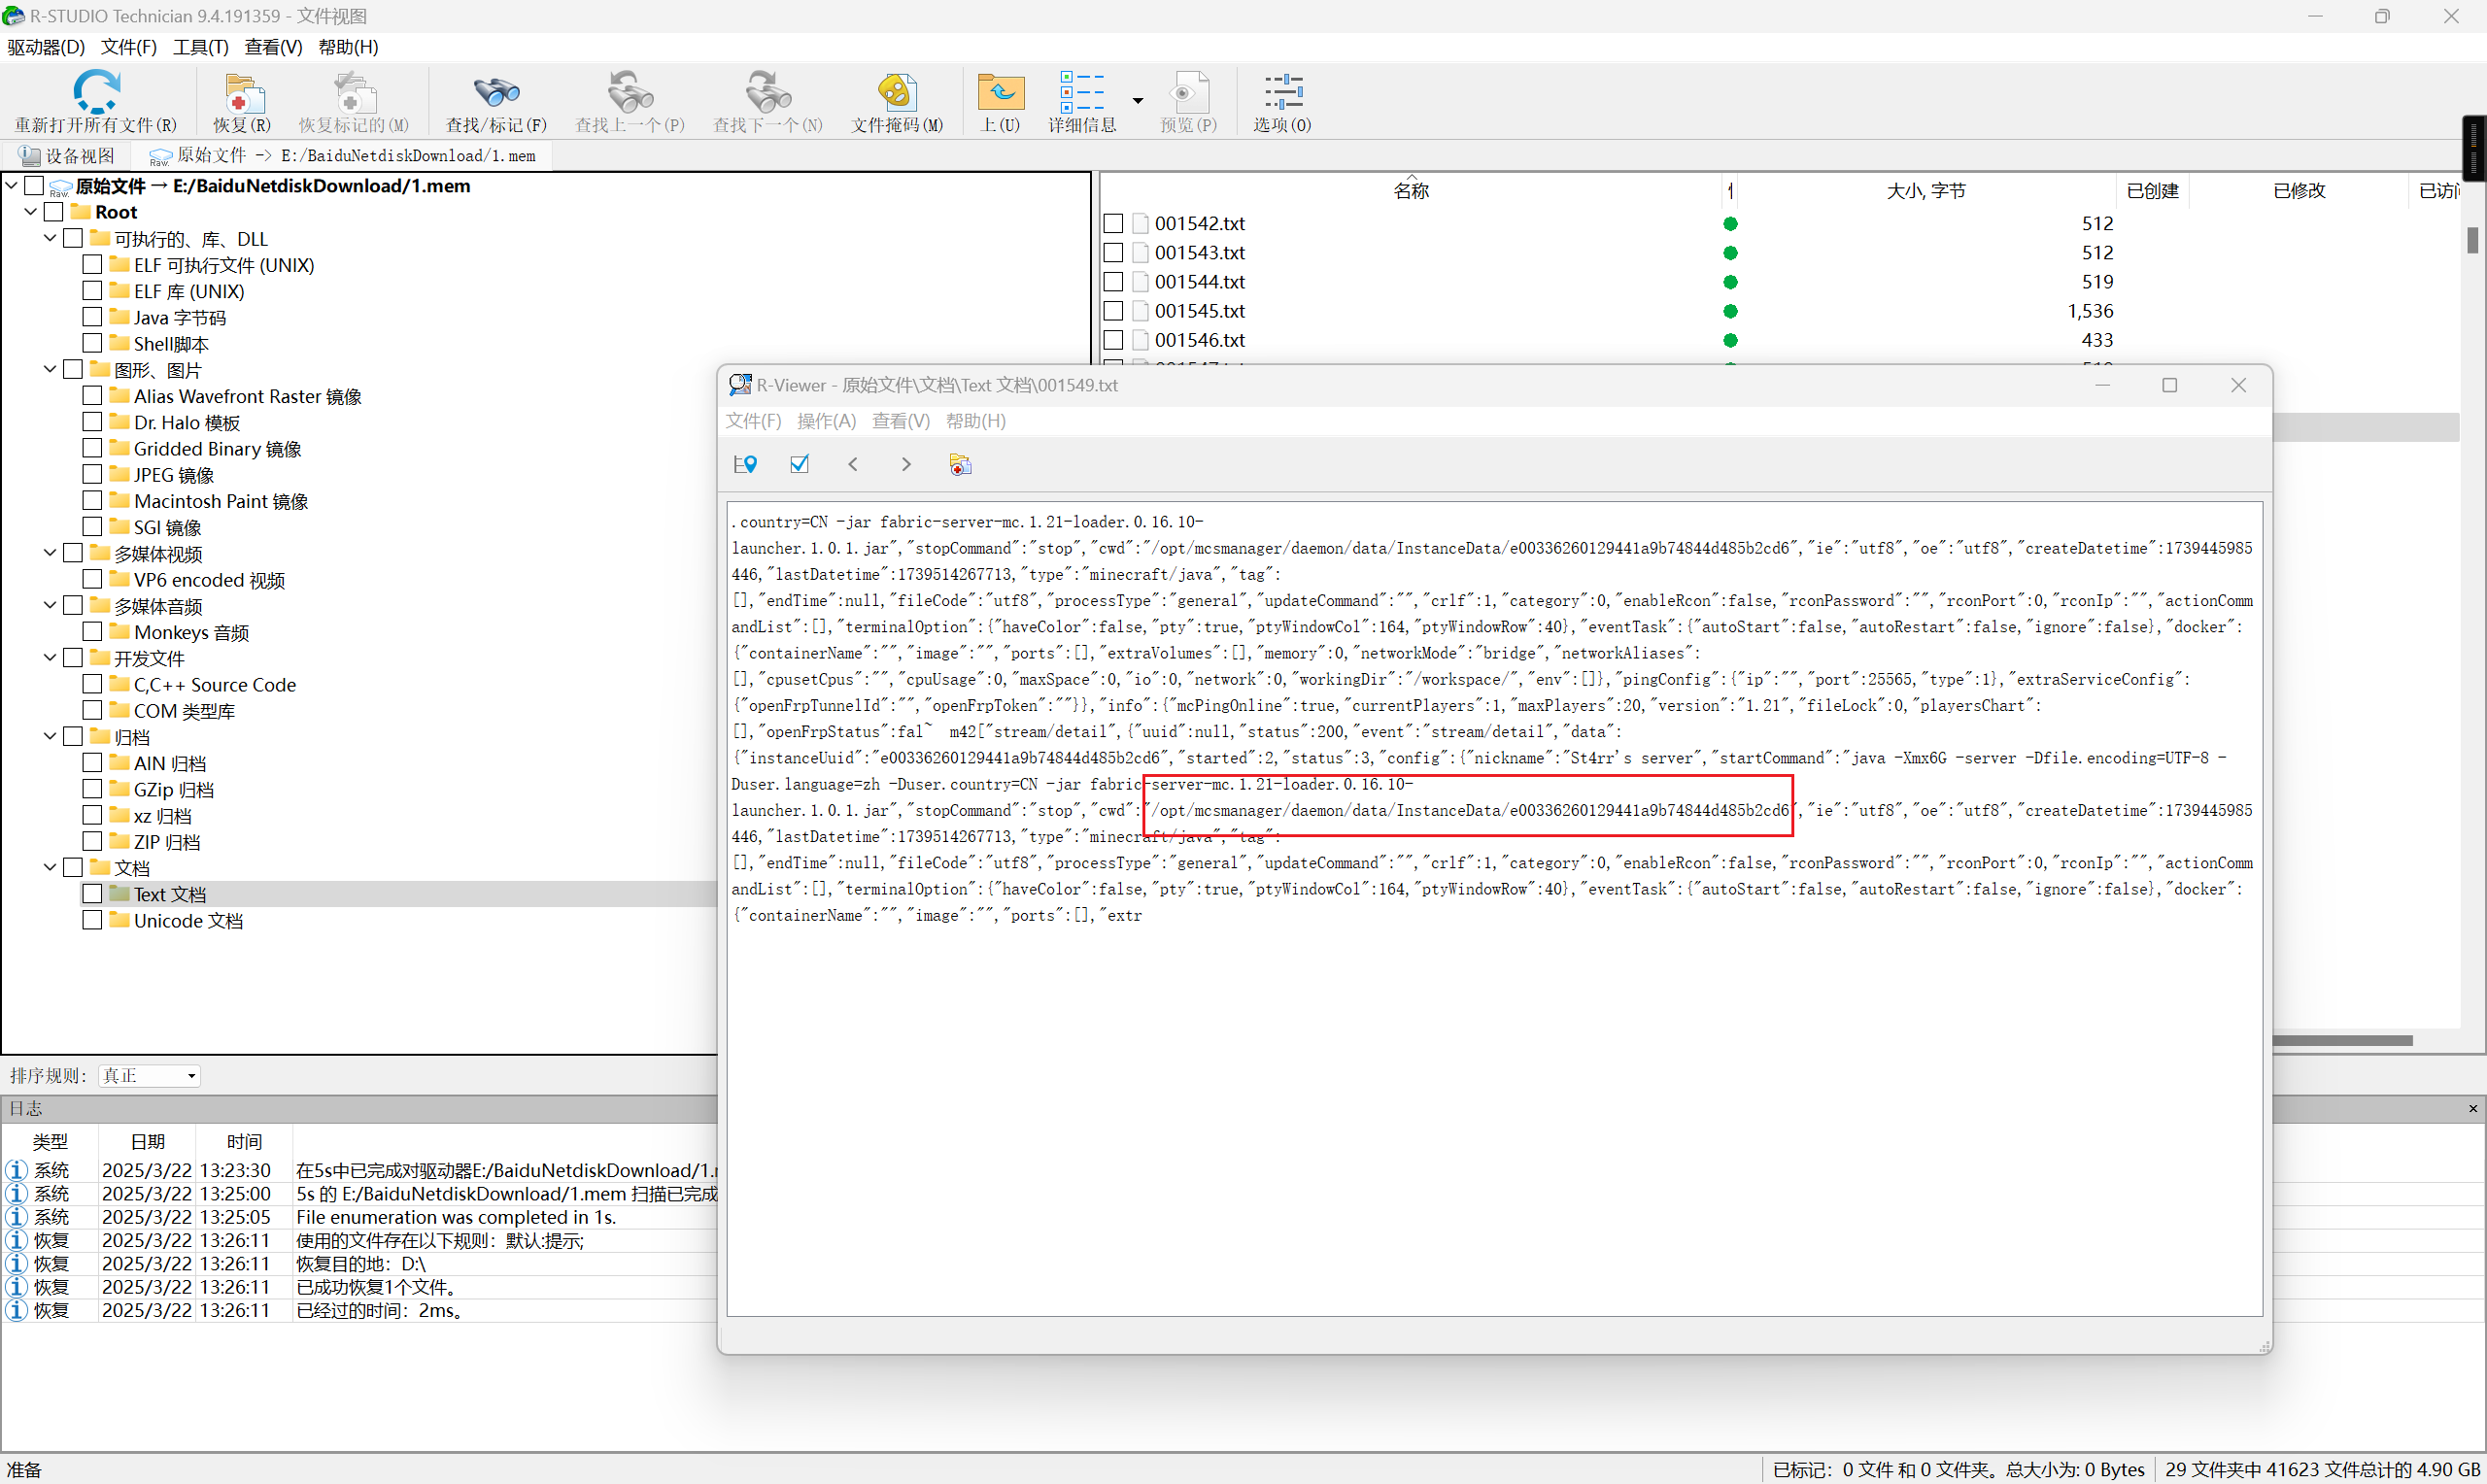 R-STUDIO Technician 9.4.191359 - 文件视图
驱动器(D) 文件(F) 工具(T) 查看(V) 帮助(H)
重新打开所有文件(R) 恢复(R) 恢复标记的(M) 查找/标记(F) 查找上一个(P) 查找下一个(N) 文件掩码(M) 上(U) 详细信息 预览(P) 选项(O)
设备视图 Raw. 原始文件 -> E:/BaiduNetdiskDownload/1.mem
Raw. 原始文件 → E:/BaiduNetdiskDownload/1.mem
Root
可执行的、库、DLL
ELF 可执行文件 (UNIX)
ELF 库 (UNIX)
Java 字节码
Shell脚本
图形、图片
Alias Wavefront Raster 镜像
Dr. Halo 模板
Gridded Binary 镜像
JPEG 镜像
Macintosh Paint 镜像
SGI 镜像
多媒体视频
VP6 encoded 视频
多媒体音频
Monkeys 音频
开发文件
C,C++ Source Code
COM 类型库
归档
AIN 归档
GZip 归档
xz 归档
ZIP 归档
文档
Text 文档
Unicode 文档
名称 大小, 字节 已创建 已修改
001542.txt 512
001543.txt 512
001544.txt 519
001545.txt 1,536
001546.txt 433
R-Viewer - 原始文件\文档\Text 文档\001549.txt
文件(F) 操作(A) 查看(V) 帮助(H)
.country=CN -jar fabric-server-mc.1.21-loader.0.16.10-
launcher.1.0.1.jar","stopCommand":"stop","cwd":"/opt/mcsmanager/daemon/data/InstanceData/e00336260129441a9b74844d485b2cd6","ie":"utf8","oe":"utf8","createDatetime":1739445985
446,"lastDatetime":1739514267713,"type":"minecraft/java","tag":
[],"endTime":null,"fileCode":"utf8","processType":"general","updateCommand":"","crlf":1,"category":0,"enableRcon":false,"rconPassword":"","rconPort":0,"rconIp":"","actionComm
andList":[],"terminalOption":{"haveColor":false,"pty":true,"ptyWindowCol":164,"ptyWindowRow":40},"eventTask":{"autoStart":false,"autoRestart":false,"ignore":false},"docker":
{"containerName":"","image":"","ports":[],"extraVolumes":[],"memory":0,"networkMode":"bridge","networkAliases":
[],"cpusetCpus":"","cpuUsage":0,"maxSpace":0,"io":0,"network":0,"workingDir":"/workspace/","env":[]},"pingConfig":{"ip":"","port":25565,"type":1},"extraServiceConfig":
{"openFrpTunnelId":"","openFrpToken":""}},"info":{"mcPingOnline":true,"currentPlayers":1,"maxPlayers":20,"version":"1.21","fileLock":0,"playersChart":
[],"openFrpStatus":fal~ m42["stream/detail",{"uuid":null,"status":200,"event":"stream/detail","data":
{"instanceUuid":"e00336260129441a9b74844d485b2cd6","started":2,"status":3,"config":{"nickname":"St4rr's server","startCommand":"java -Xmx6G -server -Dfile.encoding=UTF-8 -
Duser.language=zh -Duser.country=CN -jar fabric-server-mc.1.21-loader.0.16.10-
launcher.1.0.1.jar","stopCommand":"stop","cwd":"/opt/mcsmanager/daemon/data/InstanceData/e00336260129441a9b74844d485b2cd6","ie":"utf8","oe":"utf8","createDatetime":1739445985
446,"lastDatetime":1739514267713,"type":"minecraft/java","tag":
[],"endTime":null,"fileCode":"utf8","processType":"general","updateCommand":"","crlf":1,"category":0,"enableRcon":false,"rconPassword":"","rconPort":0,"rconIp":"","actionComm
andList":[],"terminalOption":{"haveColor":false,"pty":true,"ptyWindowCol":164,"ptyWindowRow":40},"eventTask":{"autoStart":false,"autoRestart":false,"ignore":false},"docker":
{"containerName":"","image":"","ports":[],"extr
排序规则: 真正
日志
类型 日期 时间
系统 2025/3/22 13:23:30 在5s中已完成对驱动器E:/BaiduNetdiskDownload/1.
系统 2025/3/22 13:25:00 5s 的 E:/BaiduNetdiskDownload/1.mem 扫描已完成
系统 2025/3/22 13:25:05 File enumeration was completed in 1s.
恢复 2025/3/22 13:26:11 使用的文件存在以下规则：默认:提示;
恢复 2025/3/22 13:26:11 恢复目的地：D:\
恢复 2025/3/22 13:26:11 已成功恢复1个文件。
恢复 2025/3/22 13:26:11 已经过的时间：2ms。
准备
已标记：0 文件 和 0 文件夹。总大小为: 0 Bytes 29 文件夹中 41623 文件总计的 4.90 GB